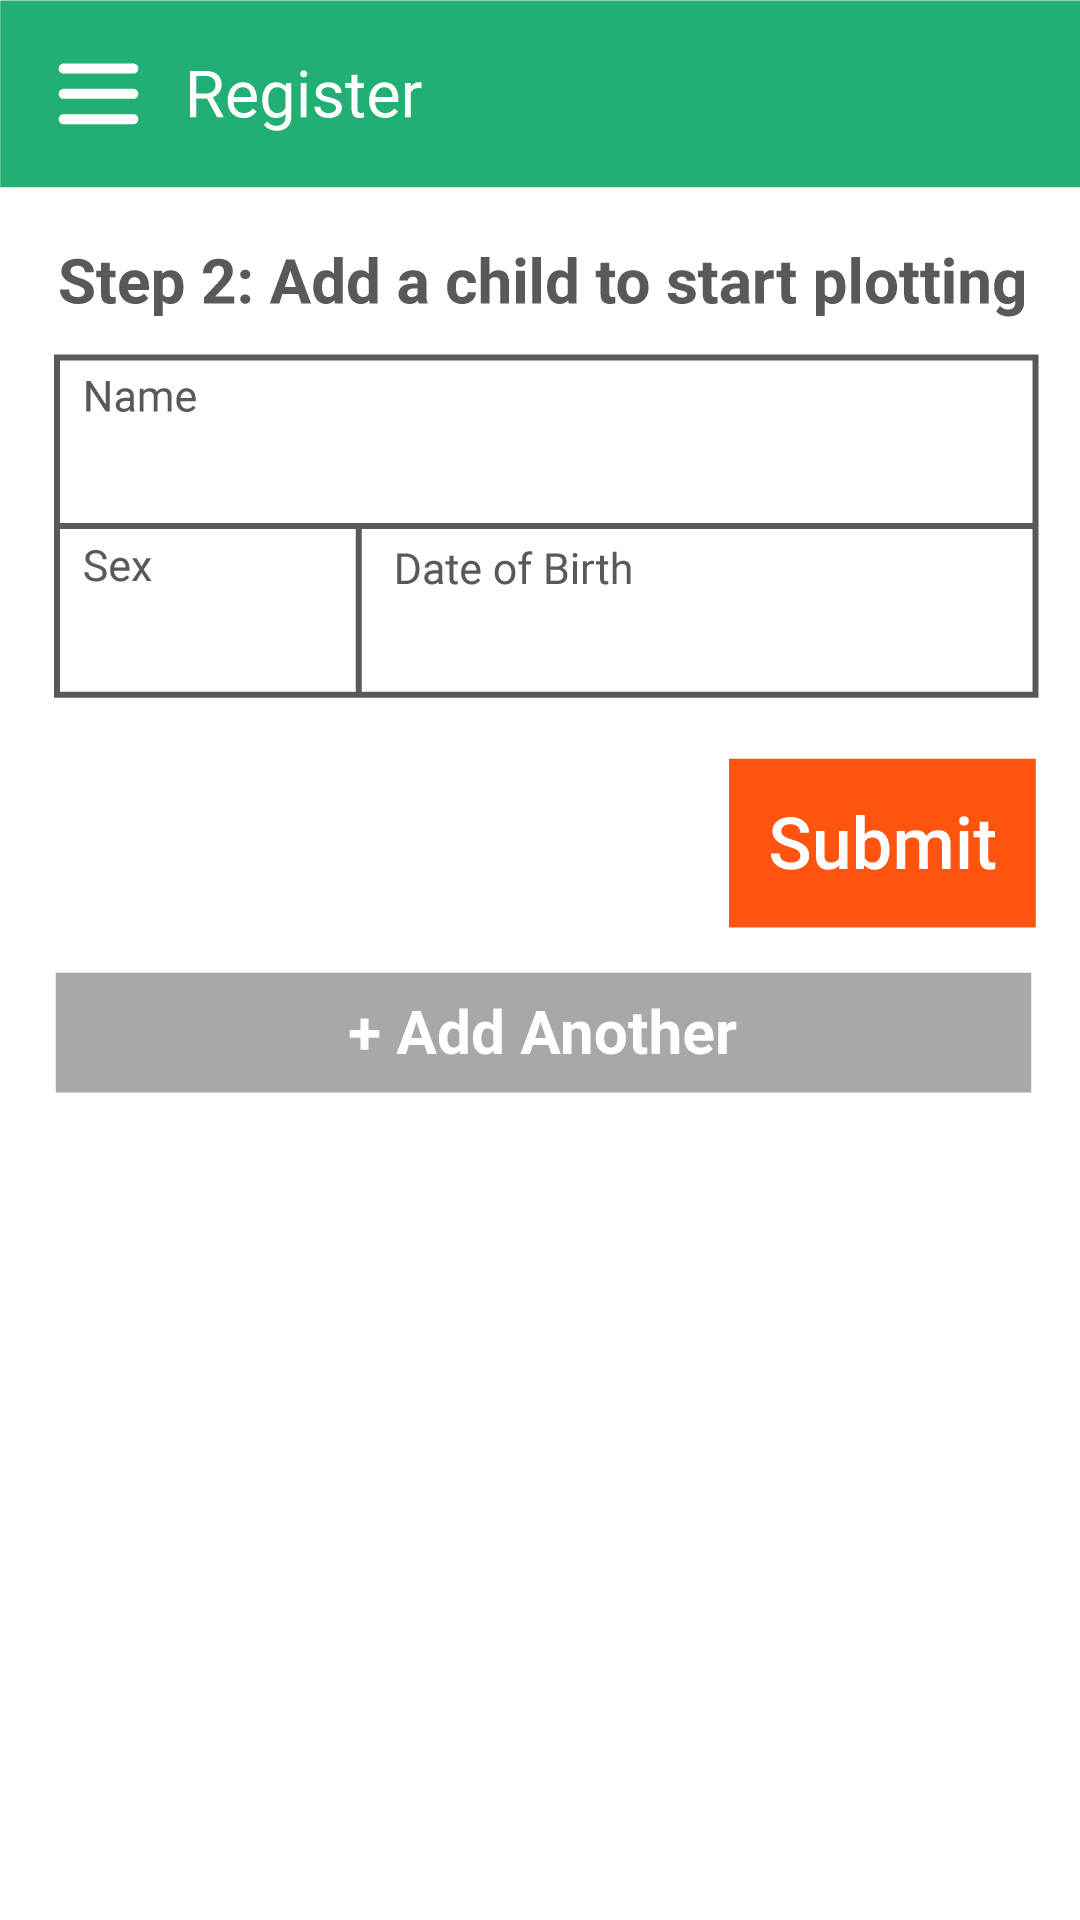 Register
Step 2: Add a child to start plotting
Name
Sex
Date of Birth
Submit
+ Add Another